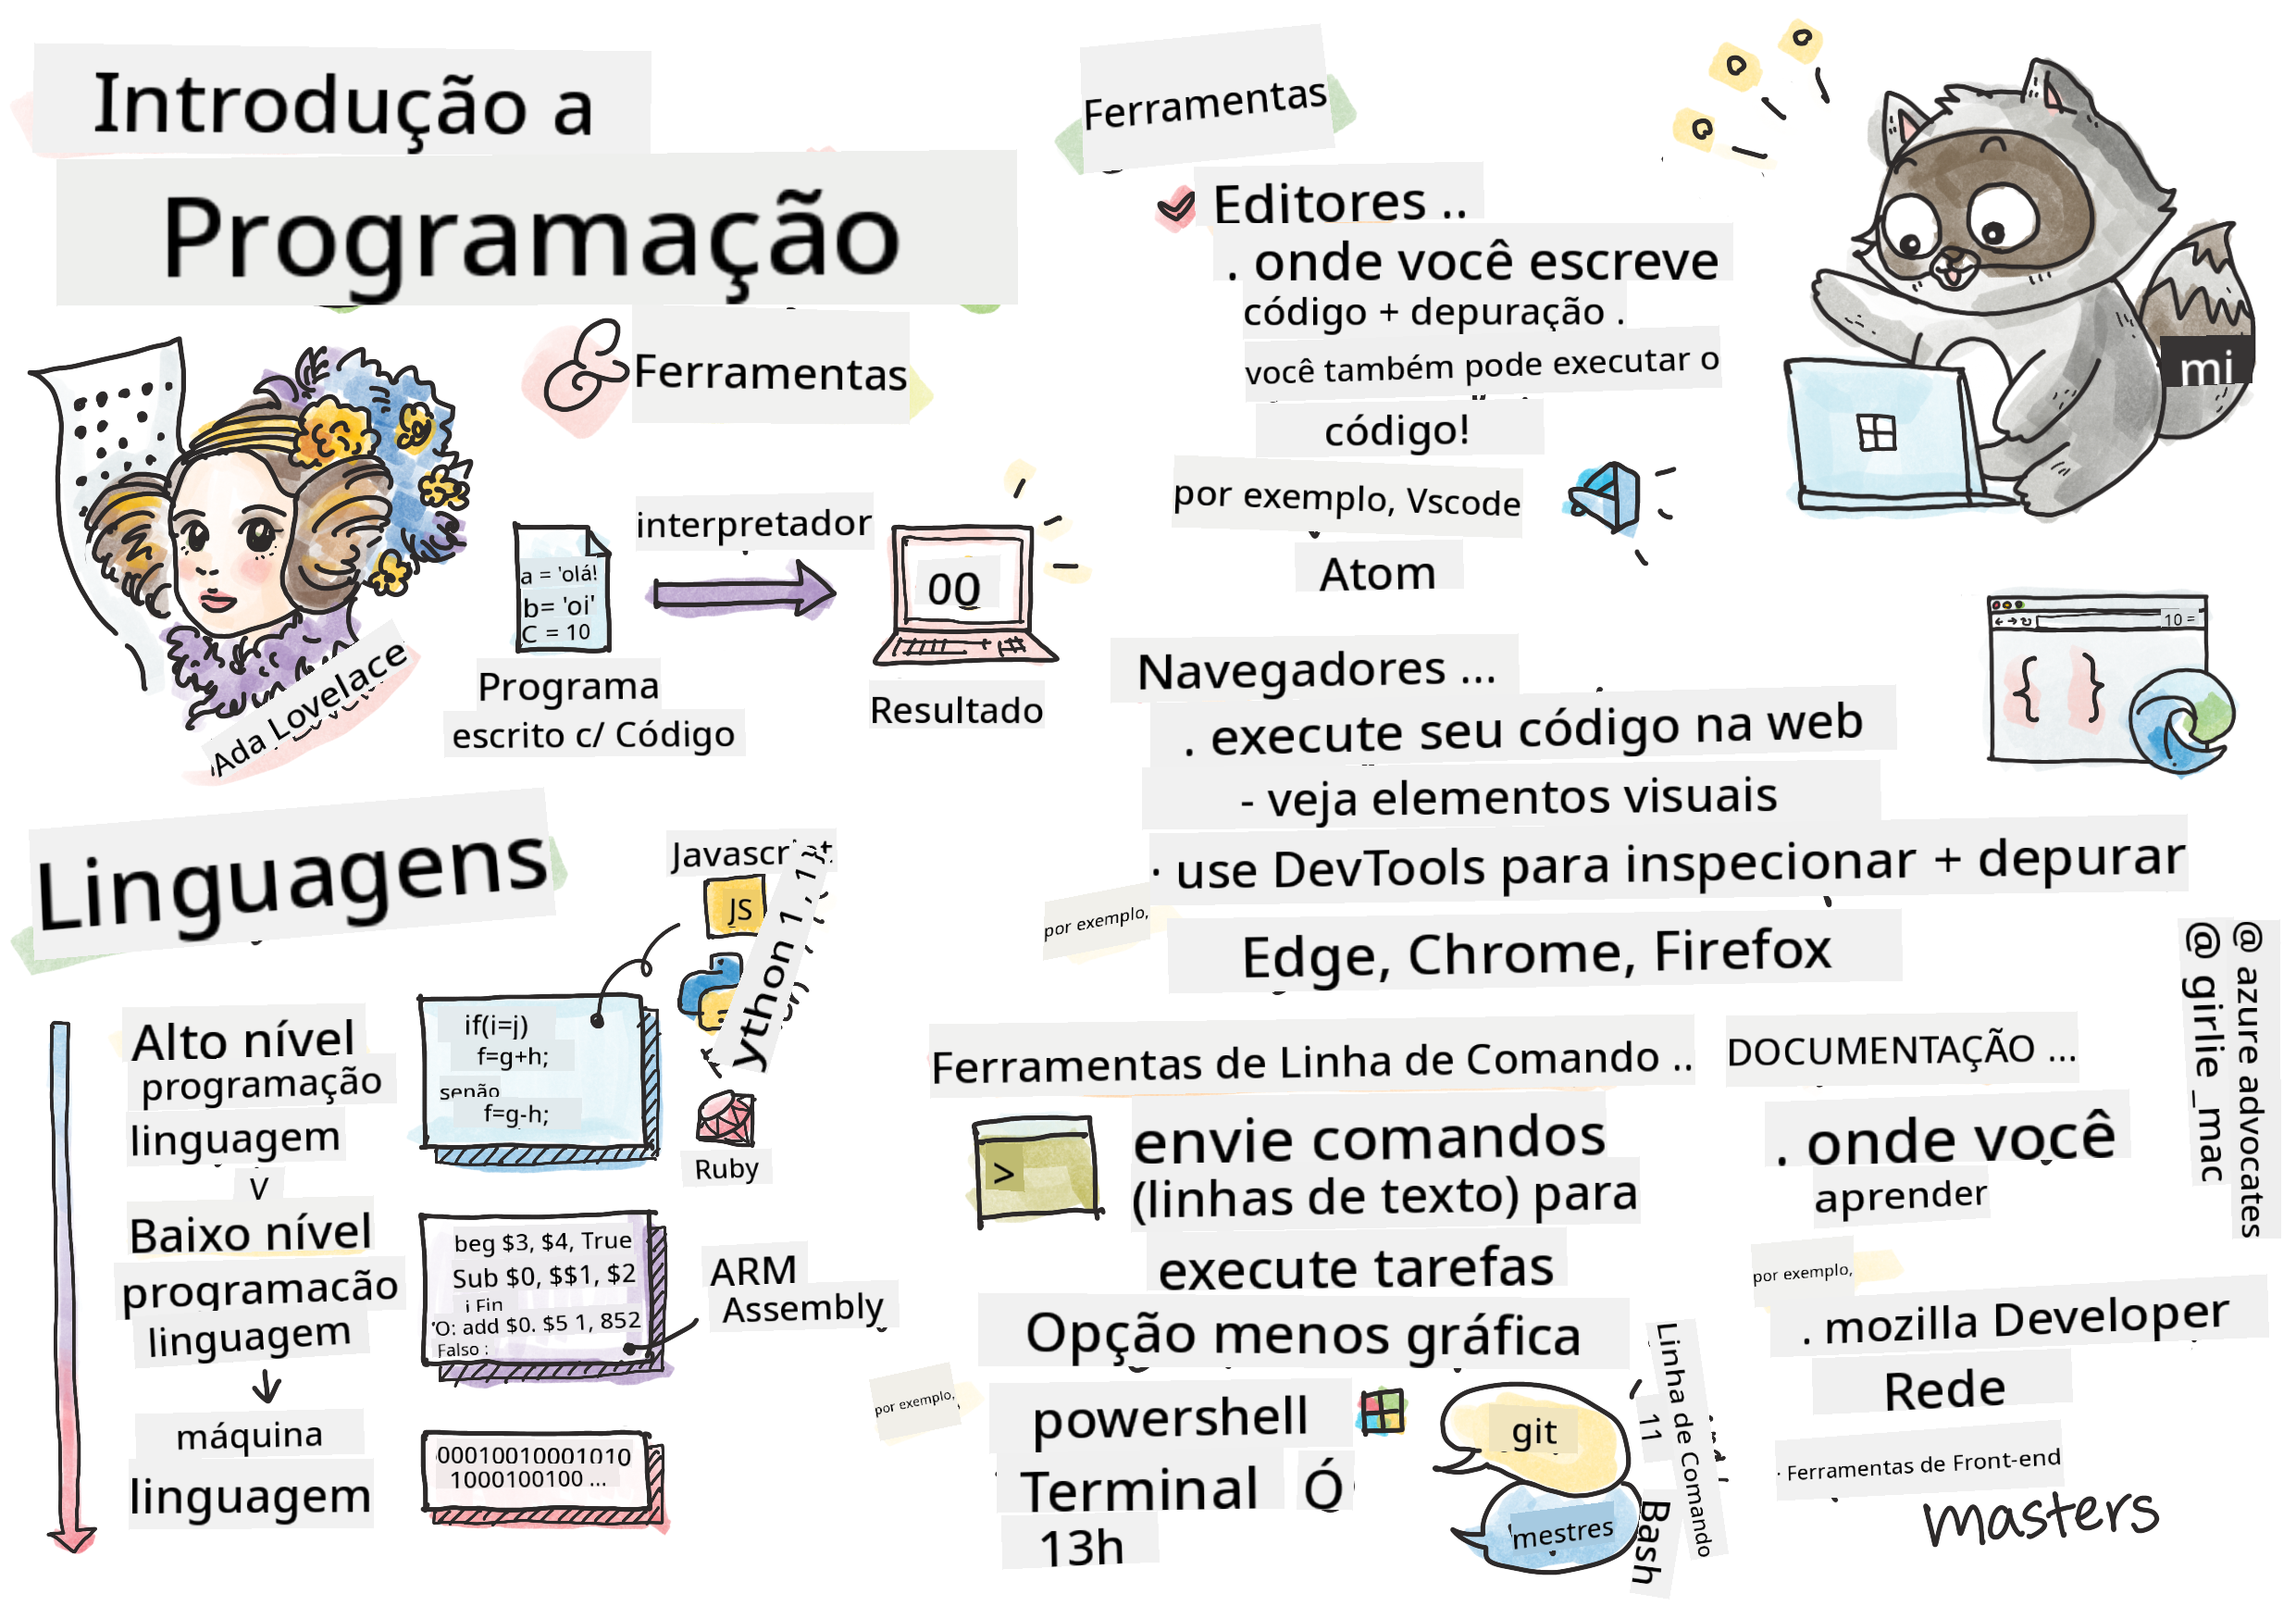 Introdução a
Programação
& Ferramentas
Ada Lovelace
a = 'olá!
b= 'oi'
C = 10
Programa
escrito c/ Código
interpretador
00
Resultado
Linguagens
Alto nível
programação
linguagem
V
Baixo nível
programação
linguagem
máquina
linguagem
if(i=j)
f=g+h;
senão
f=g-h;
Javascript
JS
ython 1, 1
Ruby
beg $3, $4, True
Sub $0, $$1, $2
j Fin
'O: add $0. $5 1, 852
Falso :
ARM
Assembly
00010010001010
1000100100 ...
Ferramentas
Editores ..
. onde você escreve
código + depuração .
você também pode executar o
código!
por exemplo, Vscode
Atom
mi
Navegadores ...
. execute seu código na web
- veja elementos visuais
· use DevTools para inspecionar + depurar
por exemplo,
Edge, Chrome, Firefox
10 =
{ }
Ferramentas de Linha de Comando ..
>
envie comandos
(linhas de texto) para
execute tarefas
Opção menos gráfica
por exemplo,
powershell
Terminal Ó
13h
git
mestres
Linha de Comando
11
Bash
DOCUMENTAÇÃO ...
. onde você
aprender
por exemplo,
. mozilla Developer
Rede
· Ferramentas de Front-end
masters
@ azure advocates
@ girlie_mac